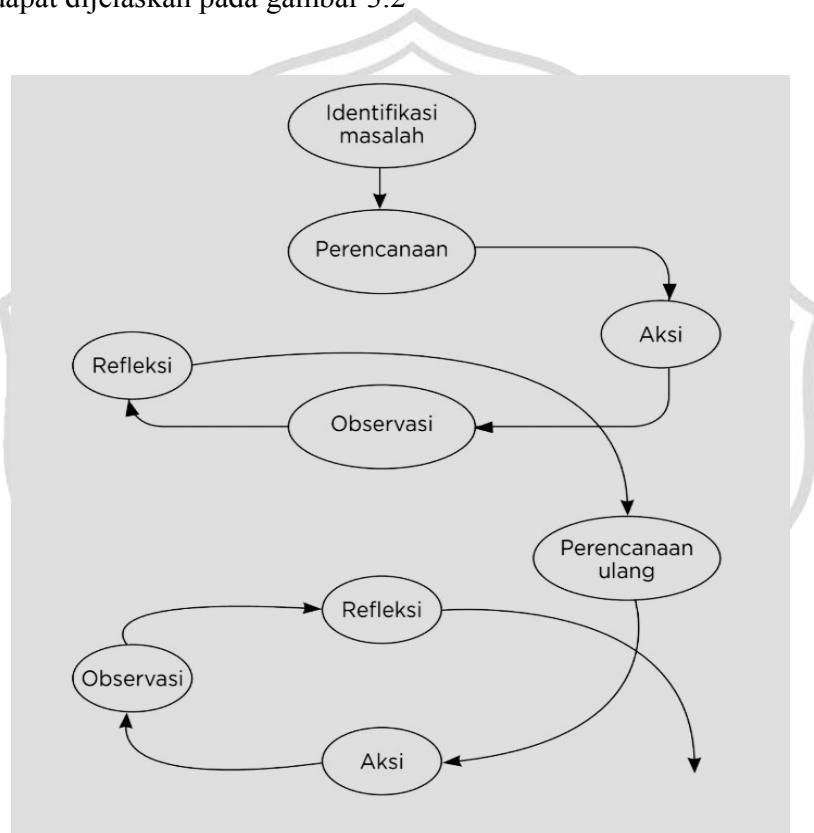 dapat dijelaskan pada gambar 3.2
Identifikasi
masalah
Perencanaan
Aksi
Refleksi
Observasi
Perencanaan
ulang
Refleksi
Observasi
Aksi